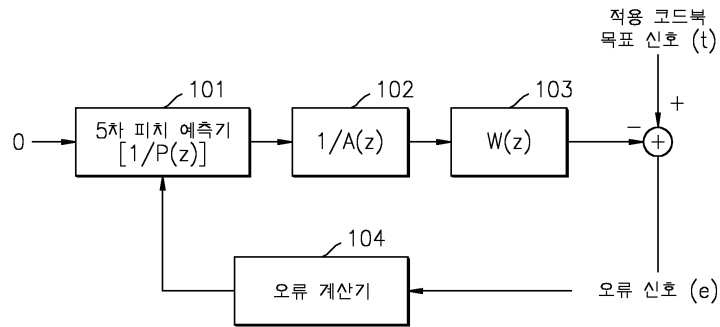 적용 코드북
목표 신호 (t)
101
102
103
+
0
5차 피치 예측기
[1/P(z)]
1/A(z)
W(z)
−
+
104
오류 계산기
오류 신호 (e)